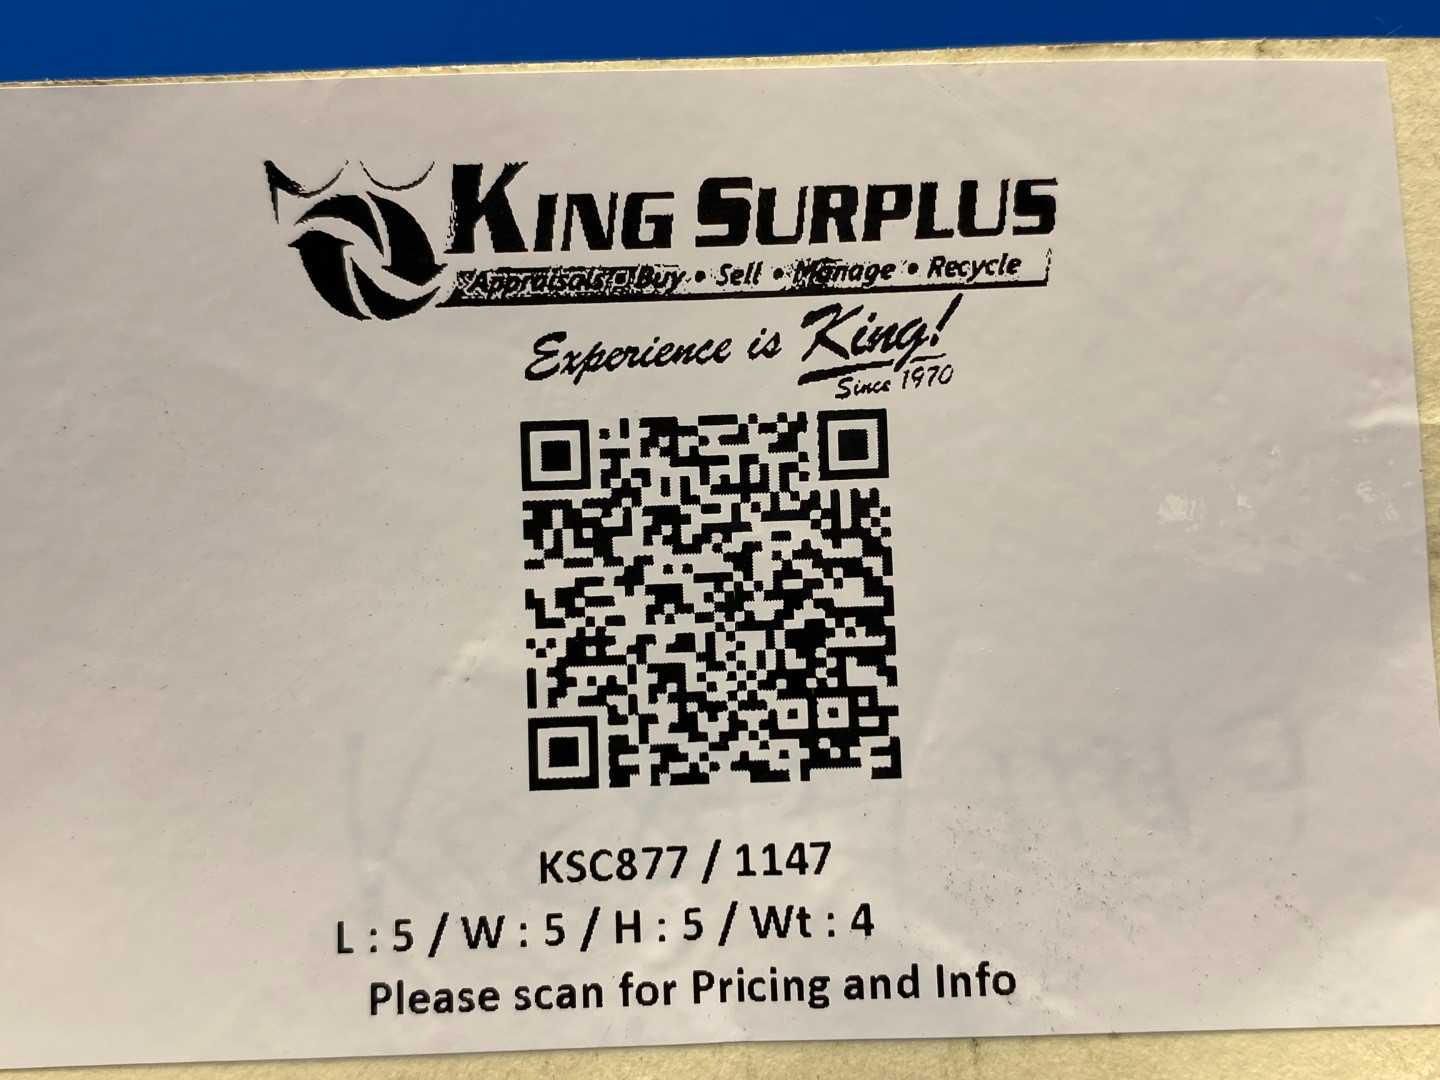 KING SURPLUS
Appraisals • Buy • Sell • Manage • Recycle
Experience is King!
Since 1970
KSC877 / 1147
L : 5 / W : 5 / H : 5 / Wt : 4
Please scan for Pricing and Info